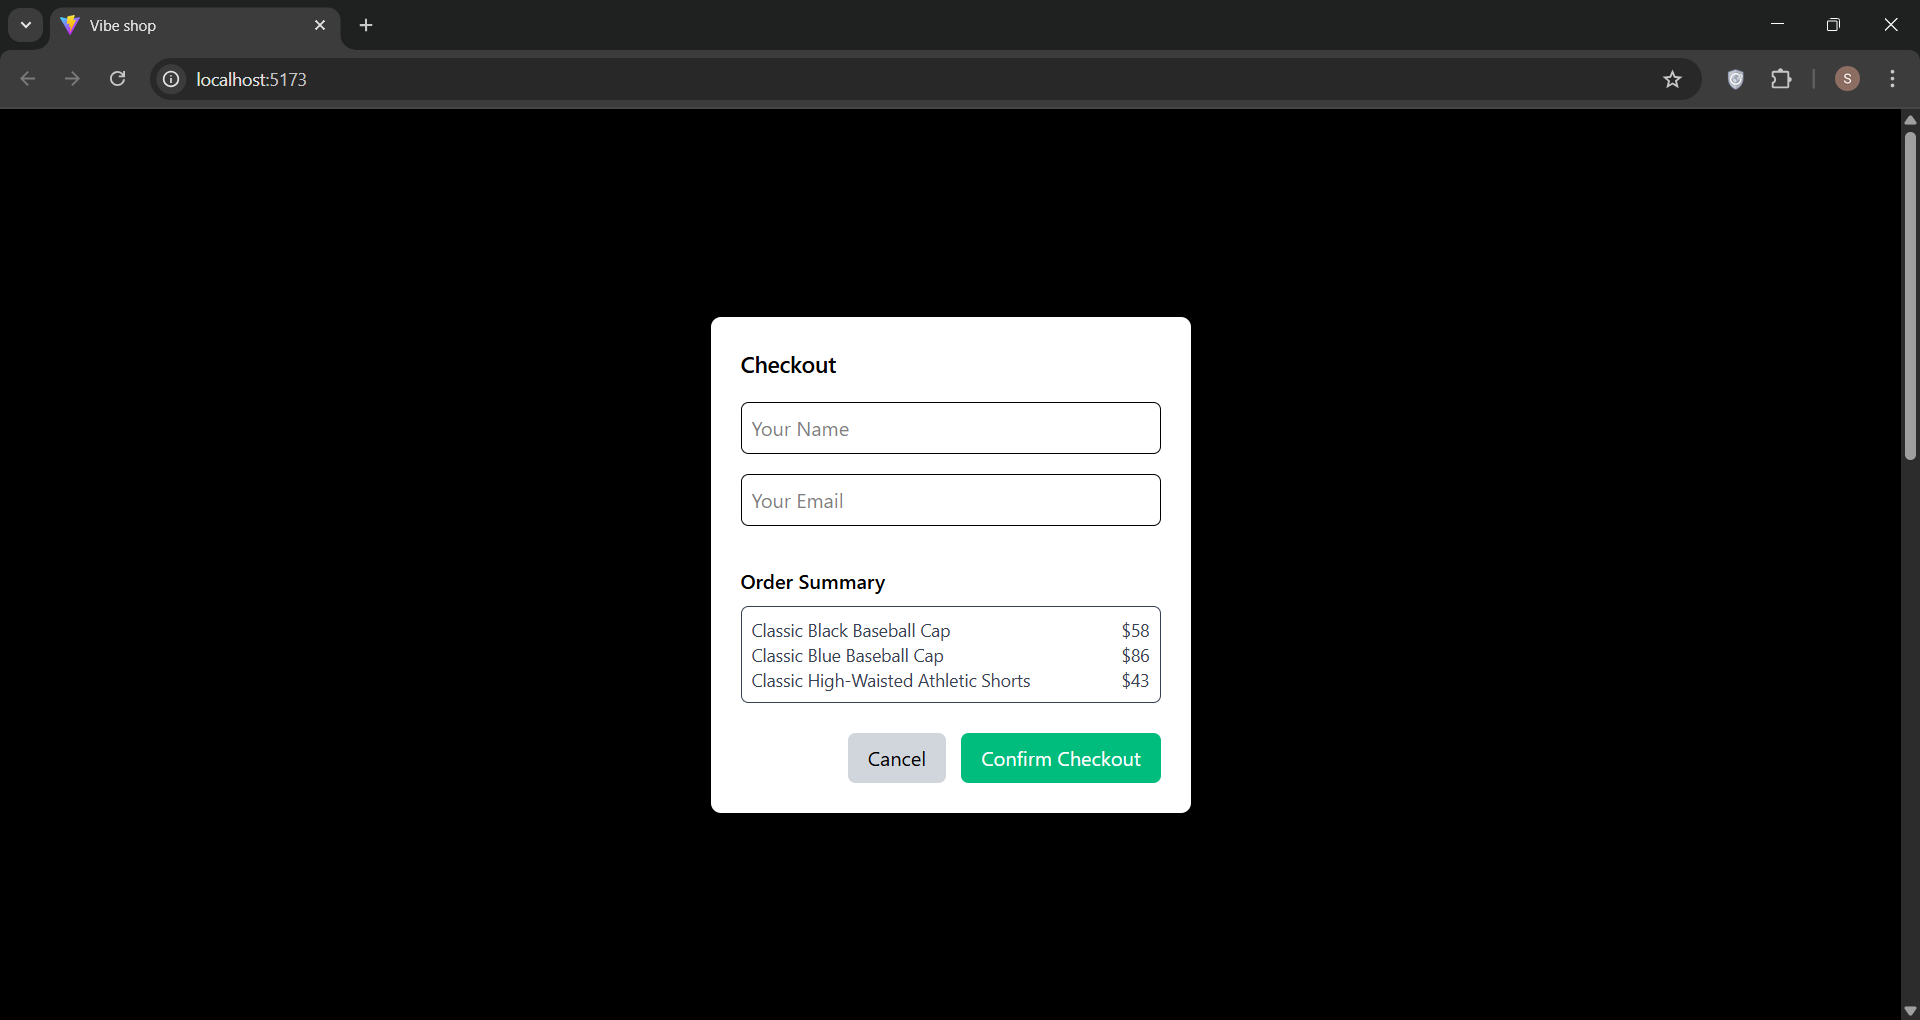 Vibe shop
localhost:5173
S
Checkout
Your Name
Your Email
Order Summary
Classic Black Baseball Cap $58
Classic Blue Baseball Cap $86
Classic High-Waisted Athletic Shorts $43
Cancel Confirm Checkout